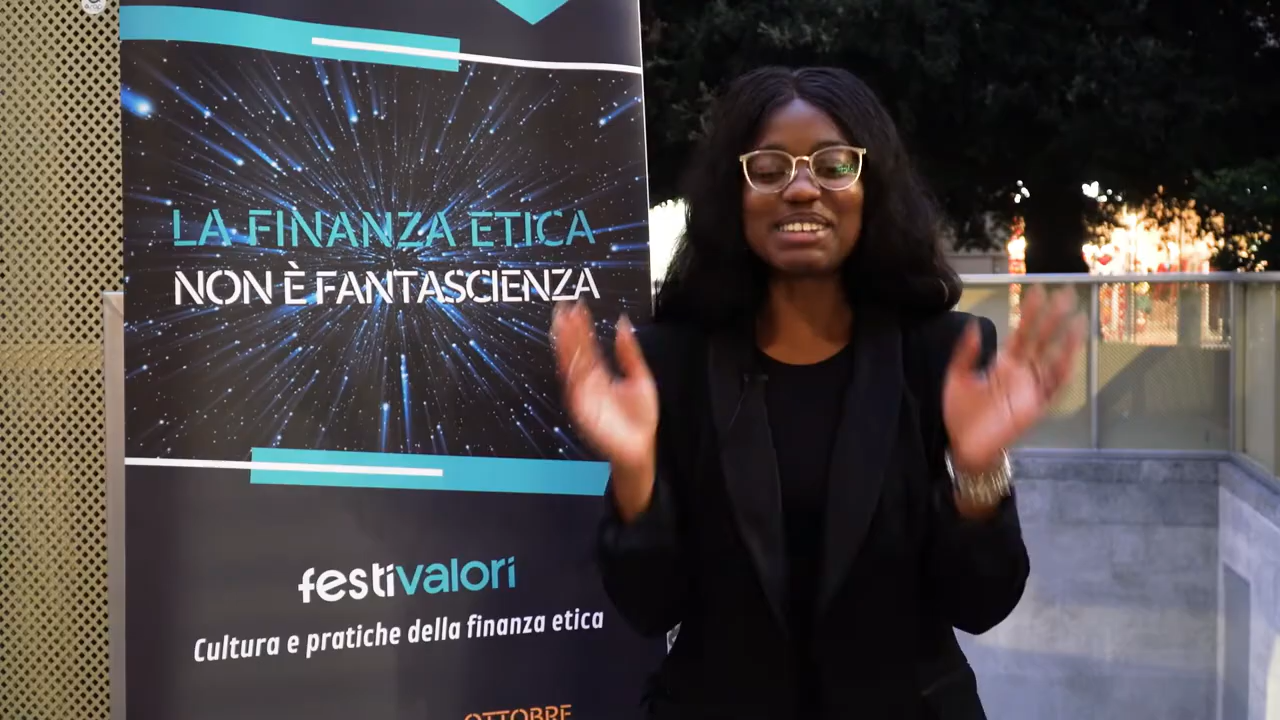 LA FINANZA ETICA
NON È FANTASCIENZA
festivalori
Cultura e pratiche della finanza etica
OTTOBRE